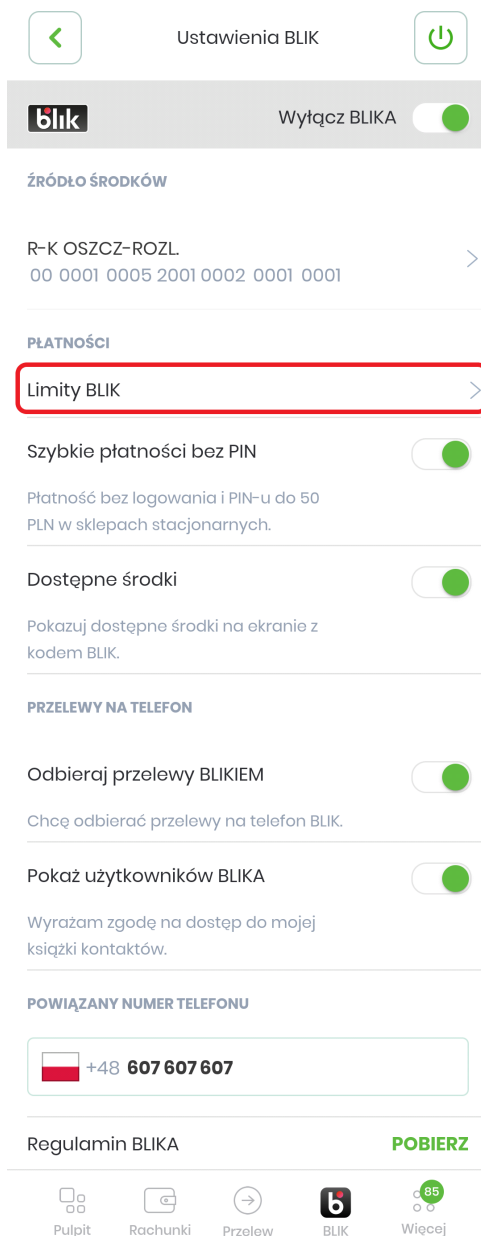 Ustawienia BLIK
blik Wyłącz BLIKA
ŹRÓDŁO ŚRODKÓW
R-K OSZCZ-ROZL.
00 0001 0005 2001 0002 0001 0001
PŁATNOŚCI
Limity BLIK
Szybkie płatności bez PIN
Płatność bez logowania i PIN-u do 50
PLN w sklepach stacjonarnych.
Dostępne środki
Pokazuj dostępne środki na ekranie z
kodem BLIK.
PRZELEWY NA TELEFON
Odbieraj przelewy BLIKIEM
Chcę odbierać przelewy na telefon BLIK.
Pokaż użytkowników BLIKA
Wyrażam zgodę na dostęp do mojej
książki kontaktów.
POWIĄZANY NUMER TELEFONU
+48 607 607 607
Regulamin BLIKA POBIERZ
b 85
Pulpit Rachunki Przelew BLIK Więcej